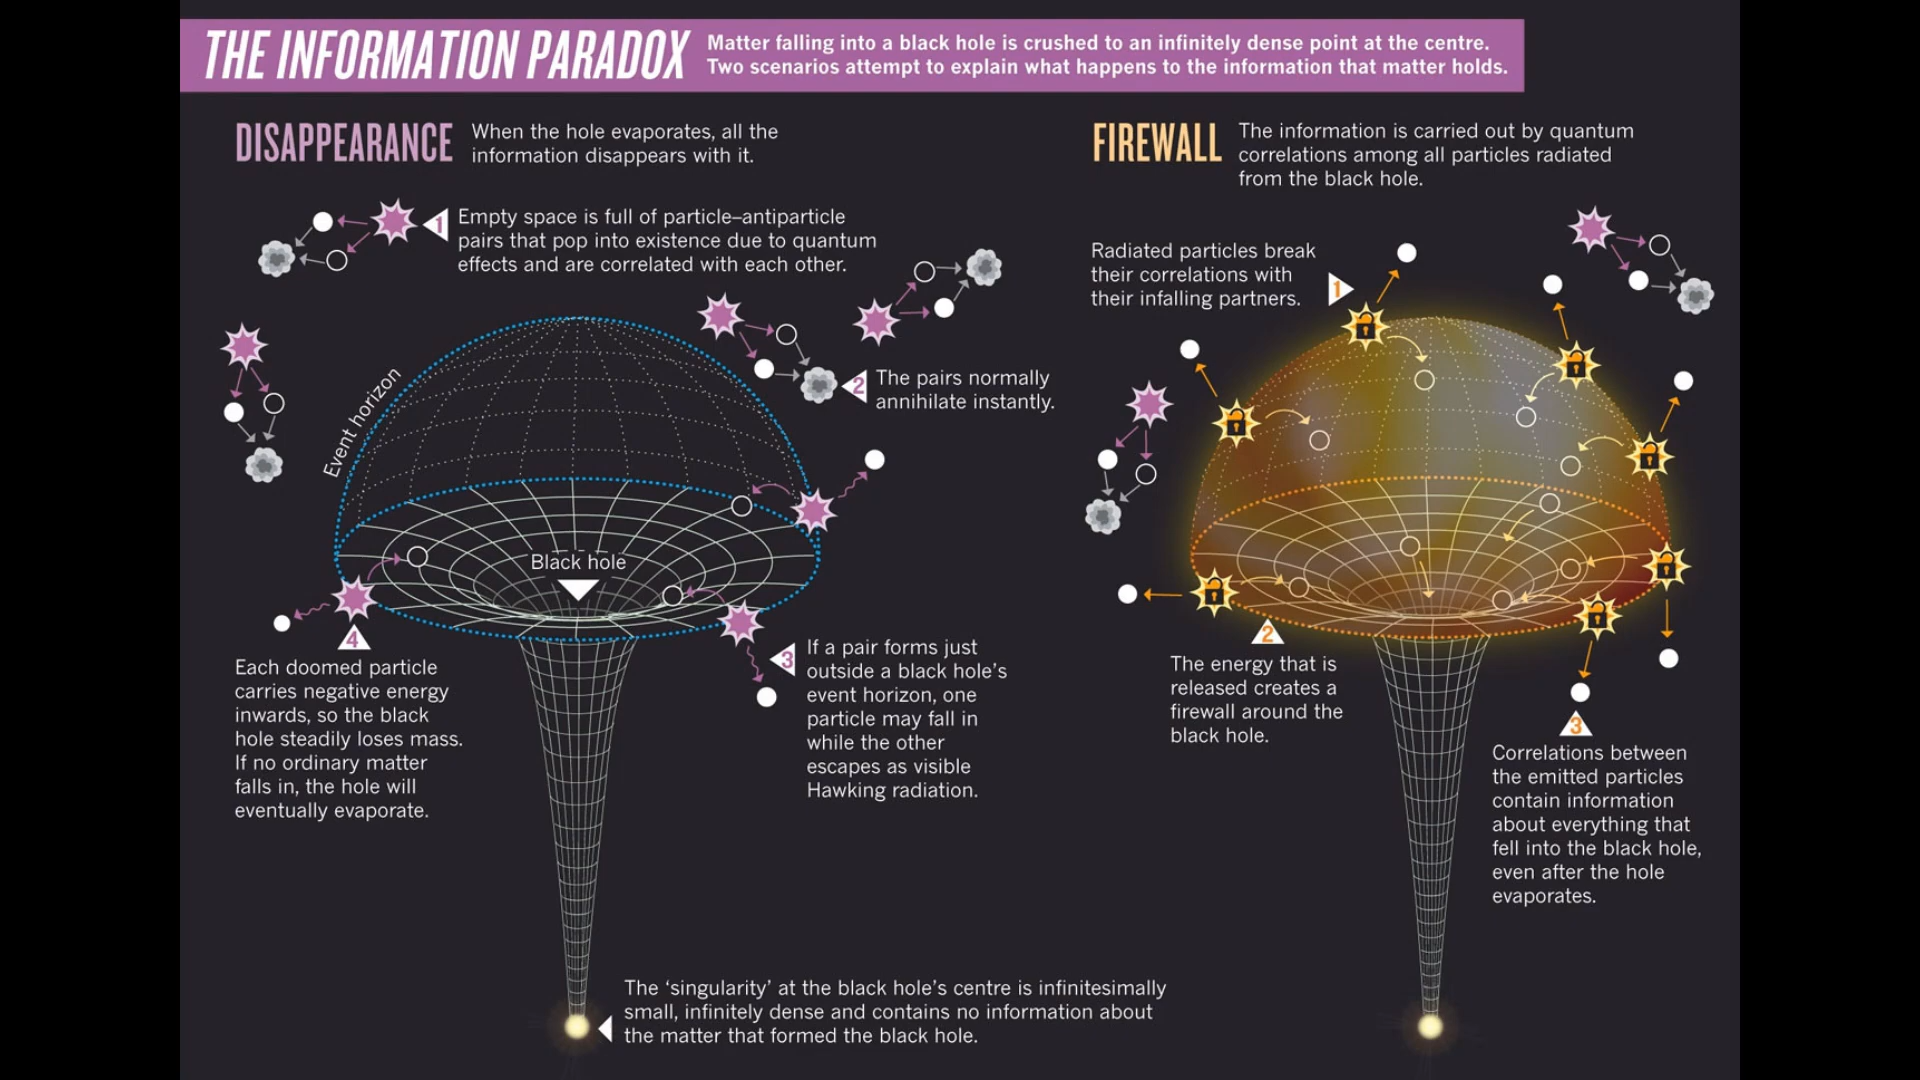 THE INFORMATION PARADOX
Matter falling into a black hole is crushed to an infinitely dense point at the centre.
Two scenarios attempt to explain what happens to the information that matter holds.
DISAPPEARANCE
When the hole evaporates, all the
information disappears with it.
1
Empty space is full of particle–antiparticle
pairs that pop into existence due to quantum
effects and are correlated with each other.
2
The pairs normally
annihilate instantly.
Event horizon
Black hole
3
If a pair forms just
outside a black hole's
event horizon, one
particle may fall in
while the other
escapes as visible
Hawking radiation.
4
Each doomed particle
carries negative energy
inwards, so the black
hole steadily loses mass.
If no ordinary matter
falls in, the hole will
eventually evaporate.
The ‘singularity’ at the black hole's centre is infinitesimally
small, infinitely dense and contains no information about
the matter that formed the black hole.
FIREWALL
The information is carried out by quantum
correlations among all particles radiated
from the black hole.
Radiated particles break
their correlations with
their infalling partners.
1
2
The energy that is
released creates a
firewall around the
black hole.
3
Correlations between
the emitted particles
contain information
about everything that
fell into the black hole,
even after the hole
evaporates.